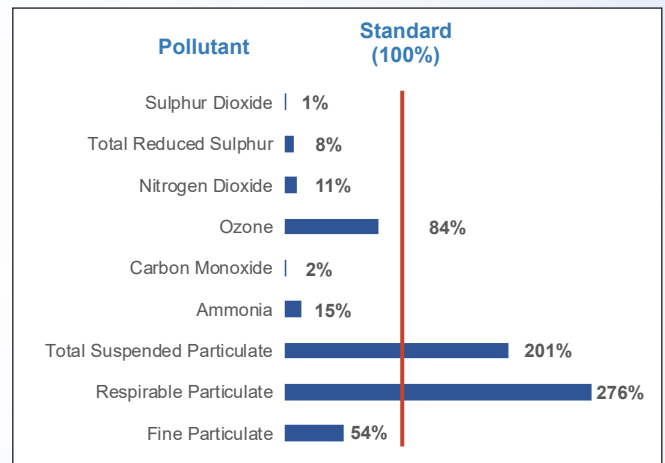 Pollutant
Standard
(100%)
Sulphur Dioxide 1%
Total Reduced Sulphur 8%
Nitrogen Dioxide 11%
Ozone 84%
Carbon Monoxide 2%
Ammonia 15%
Total Suspended Particulate 201%
Respirable Particulate 276%
Fine Particulate 54%